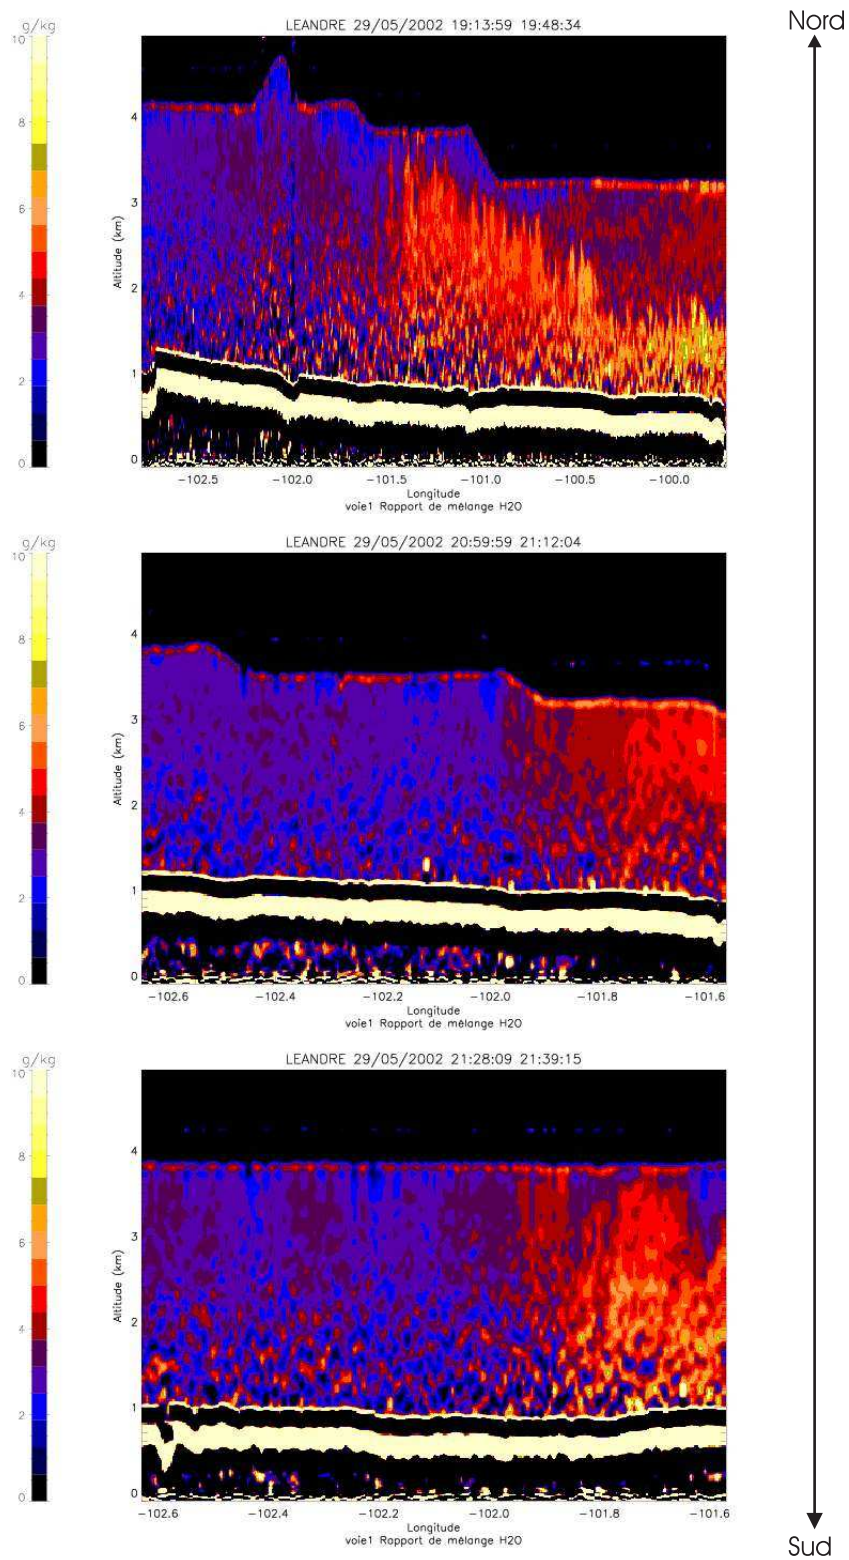 Nord
g/kg
LEANDRE 29/05/2002 19:13:59 19:48:34
10
8
6
4
2
0
Altitude (km)
4
3
2
1
0
−102.5 −102.0 −101.5 −101.0 −100.5 −100.0
Longitude
voie1 Rapport de mélange H2O
g/kg
LEANDRE 29/05/2002 20:59:59 21:12:04
10
8
6
4
2
0
Altitude (km)
4
3
2
1
0
−102.6 −102.4 −102.2 −102.0 −101.8 −101.6
Longitude
voie1 Rapport de mélange H2O
g/kg
LEANDRE 29/05/2002 21:28:09 21:39:15
10
8
6
4
2
0
Altitude (km)
4
3
2
1
0
−102.6 −102.4 −102.2 −102.0 −101.8 −101.6
Longitude
voie1 Rapport de mélange H2O
Sud